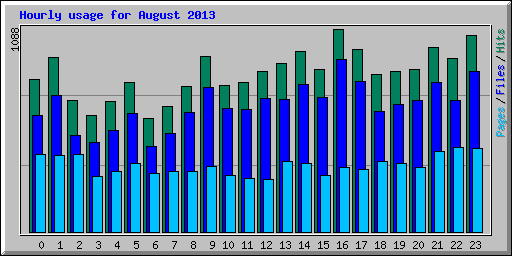 Hourly usage for August 2013
1088
Pages/Files/Hits
0 1 2 3 4 5 6 7 8 9 10 11 12 13 14 15 16 17 18 19 20 21 22 23